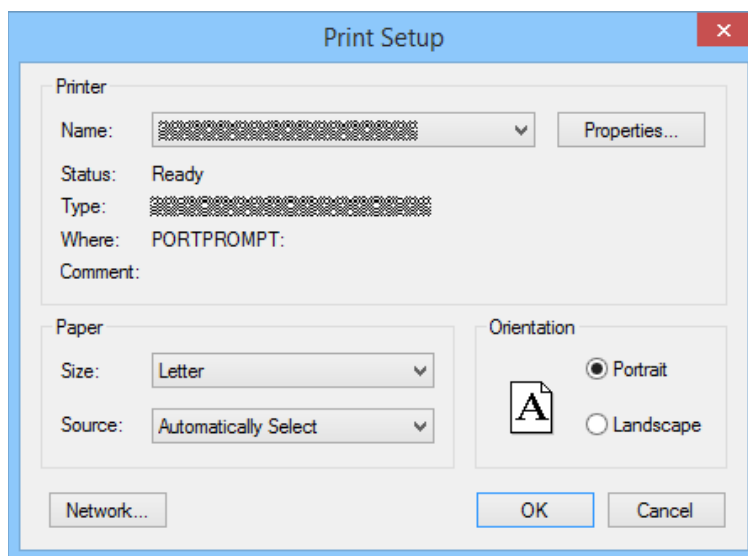 Print Setup
Printer
Name:
Properties...
Status: Ready
Type:
Where: PORTPROMPT:
Comment:
Paper
Size: Letter
Source: Automatically Select
Orientation
A
Portrait
Landscape
Network...
OK
Cancel